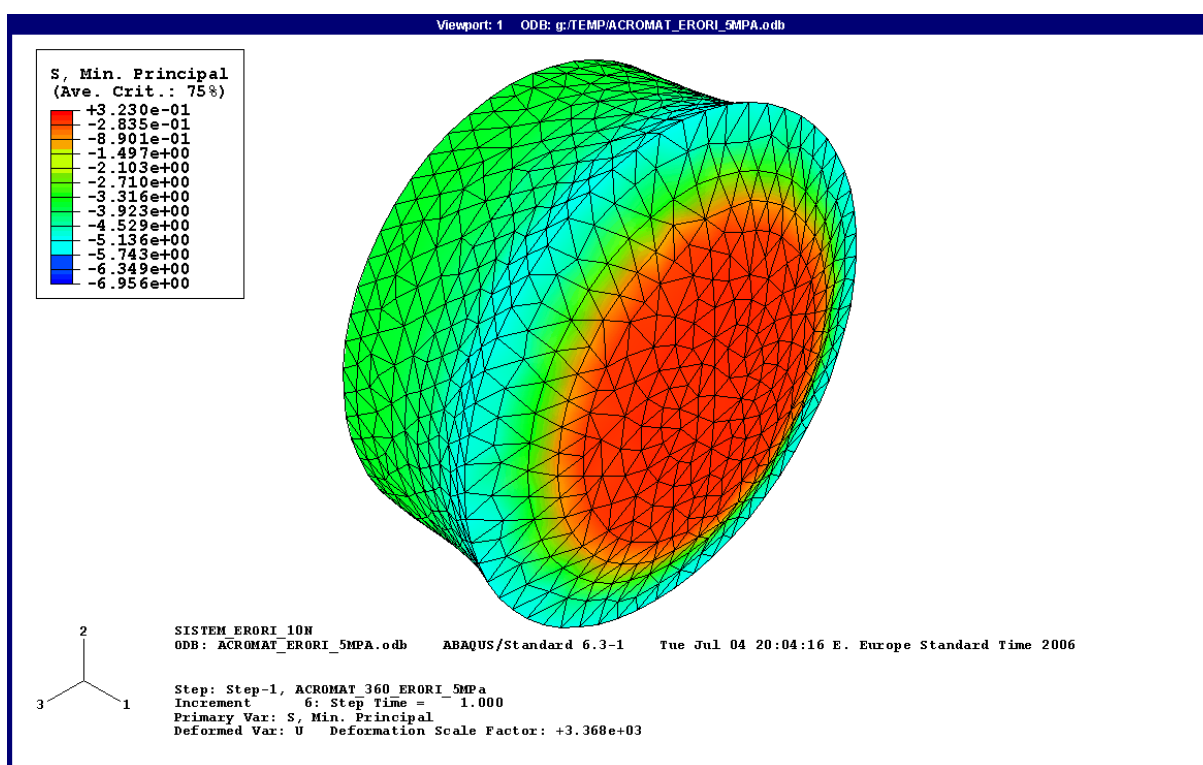 Viewport: 1 ODB: g:/TEMP/ACROMAT_ERORI_5MPA.odb
S, Min. Principal
(Ave. Crit.: 75%)
+3.230e-01
-2.835e-01
-8.901e-01
-1.497e+00
-2.103e+00
-2.710e+00
-3.316e+00
-3.923e+00
-4.529e+00
-5.136e+00
-5.743e+00
-6.349e+00
-6.956e+00
2
3
1
SISTEM_ERORI_10N
ODB: ACROMAT_ERORI_5MPA.odb ABAQUS/Standard 6.3-1 Tue Jul 04 20:04:16 E. Europe Standard Time 2006
Step: Step-1, ACROMAT_360_ERORI_5MPa
Increment 6: Step Time = 1.000
Primary Var: S, Min. Principal
Deformed Var: U Deformation Scale Factor: +3.368e+03